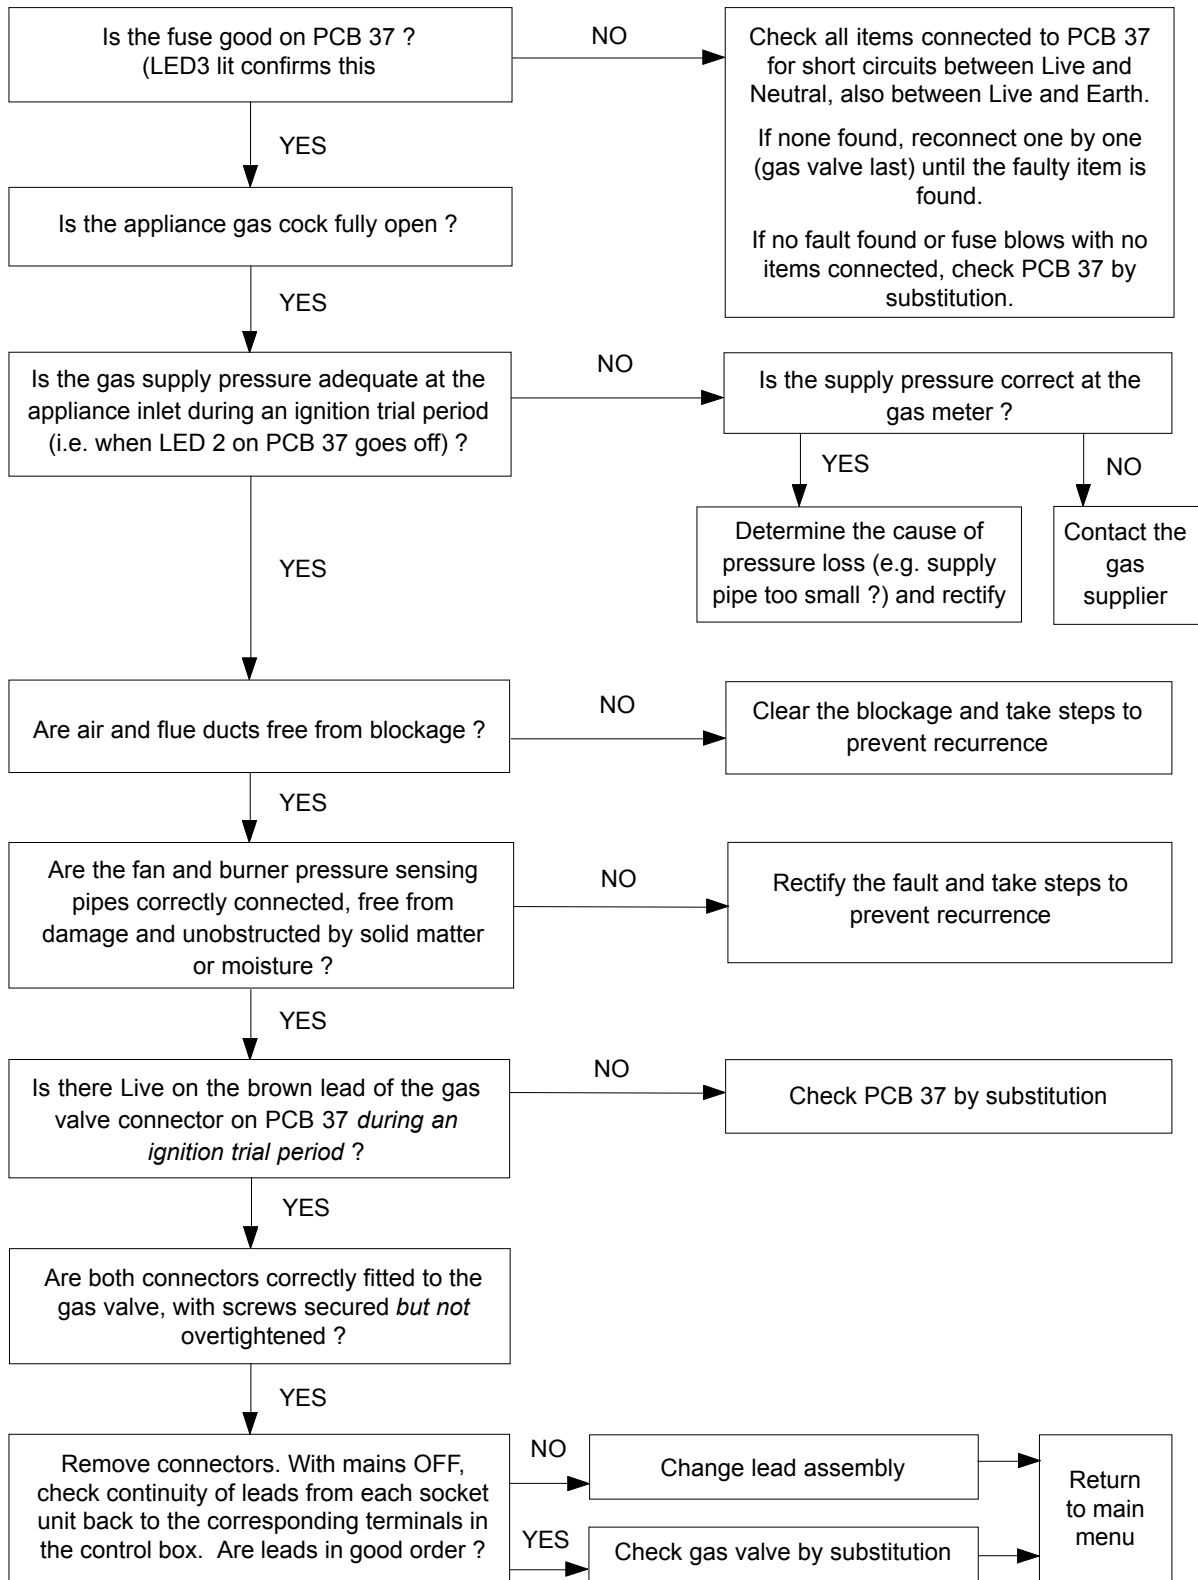 Is the fuse good on PCB 37 ?
(LED3 lit confirms this
NO
Check all items connected to PCB 37
for short circuits between Live and
Neutral, also between Live and Earth.
If none found, reconnect one by one
(gas valve last) until the faulty item is
found.
If no fault found or fuse blows with no
items connected, check PCB 37 by
substitution.
YES
Is the appliance gas cock fully open ?
YES
Is the gas supply pressure adequate at the
appliance inlet during an ignition trial period
(i.e. when LED 2 on PCB 37 goes off) ?
NO
Is the supply pressure correct at the
gas meter ?
YES
NO
Determine the cause of
pressure loss (e.g. supply
pipe too small ?) and rectify
Contact the
gas
supplier
YES
Are air and flue ducts free from blockage ?
NO
Clear the blockage and take steps to
prevent recurrence
YES
Are the fan and burner pressure sensing
pipes correctly connected, free from
damage and unobstructed by solid matter
or moisture ?
NO
Rectify the fault and take steps to
prevent recurrence
YES
Is there Live on the brown lead of the gas
valve connector on PCB 37 during an
ignition trial period ?
NO
Check PCB 37 by substitution
YES
Are both connectors correctly fitted to the
gas valve, with screws secured but not
overtightened ?
YES
Remove connectors. With mains OFF,
check continuity of leads from each socket
unit back to the corresponding terminals in
the control box. Are leads in good order ?
NO
Change lead assembly
YES
Check gas valve by substitution
Return
to main
menu